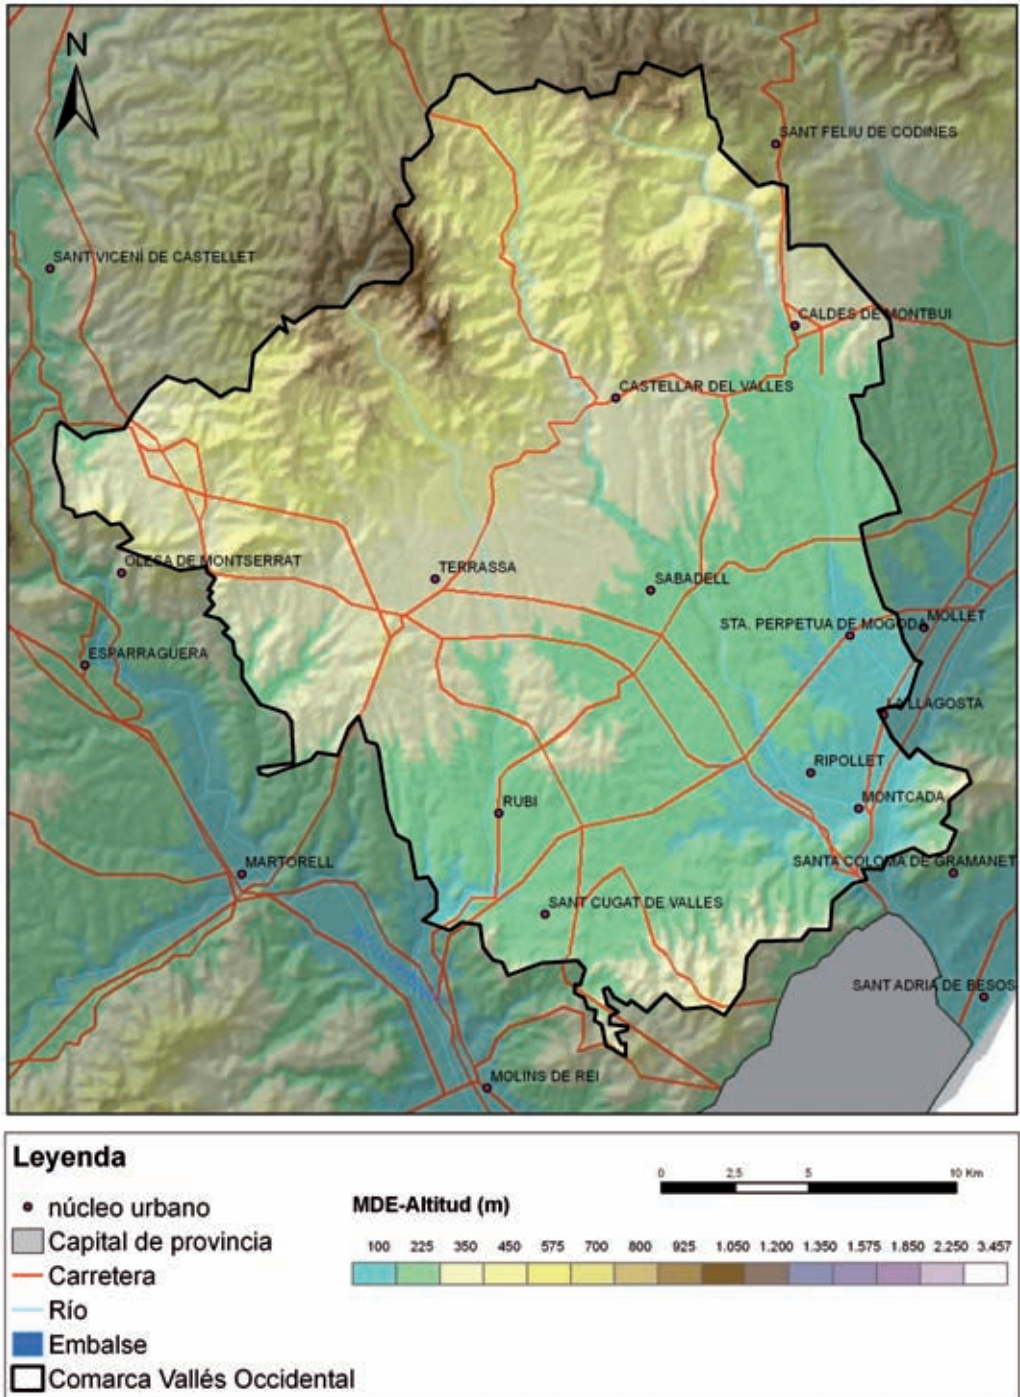 N
SANT FELIU DE CODINES
SANT VICENÍ DE CASTELLET
CALDES DE MONTBUI
CASTELLAR DEL VALLES
OLESA DE MONTSERRAT
TERRASSA
SABADELL
STA. PERPETUA DE MOGODA
MOLLET
ESPARRAGUERA
LA LLAGOSTA
RIPOLLET
MONTCADA
RUBI
MARTORELL
SANTA COLOMA DE GRAMANET
SANT CUGAT DE VALLES
SANT ADRIA DE BESOS
MOLINS DE REI
Leyenda
núcleo urbano
Capital de provincia
Carretera
Río
Embalse
Comarca Vallés Occidental
0 2,5 5 10 Km
MDE-Altitud (m)
100 225 350 450 575 700 800 925 1.050 1.200 1.350 1.575 1.850 2.250 3.457